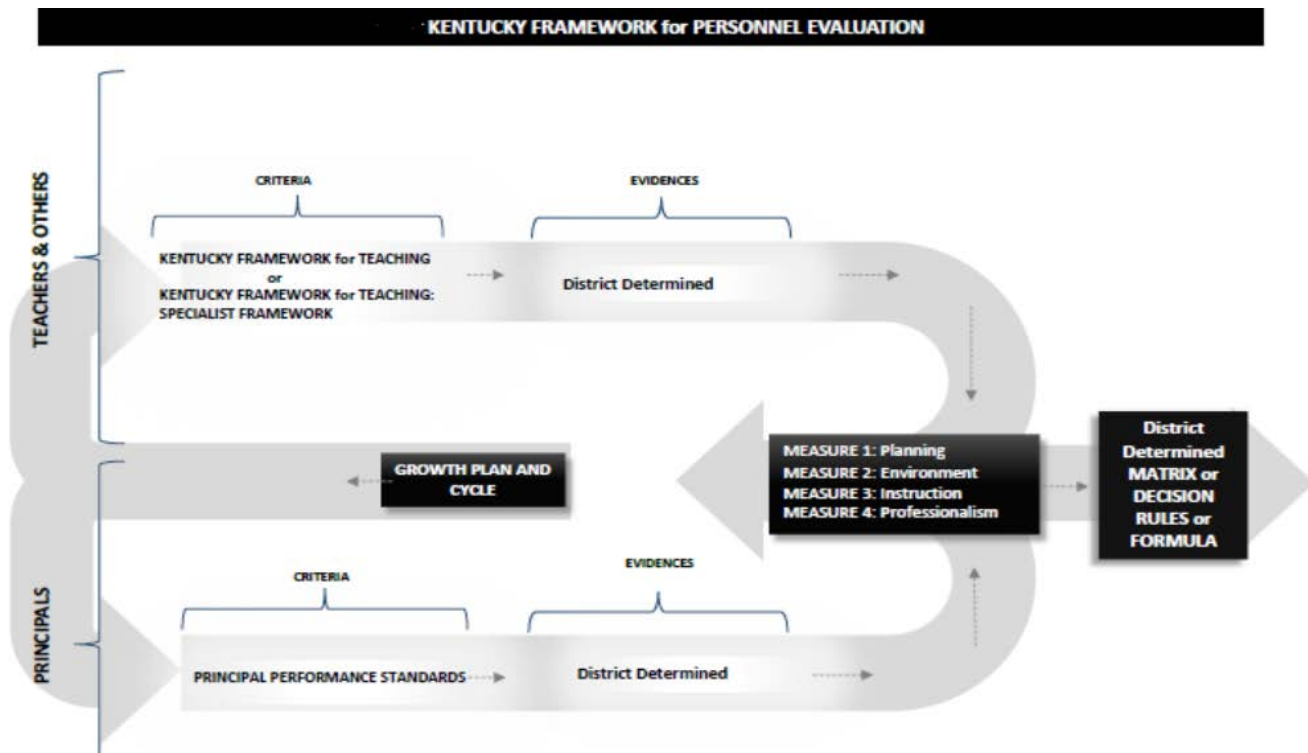 KENTUCKY FRAMEWORK for PERSONNEL EVALUATION
TEACHERS & OTHERS
CRITERIA
EVIDENCES
KENTUCKY FRAMEWORK for TEACHING
or
KENTUCKY FRAMEWORK for TEACHING:
SPECIALIST FRAMEWORK
District Determined
GROWTH PLAN AND
CYCLE
MEASURE 1: Planning
MEASURE 2: Environment
MEASURE 3: Instruction
MEASURE 4: Professionalism
District
Determined
MATRIX or
DECISION
RULES or
FORMULA
PRINCIPALS
CRITERIA
EVIDENCES
PRINCIPAL PERFORMANCE STANDARDS
District Determined